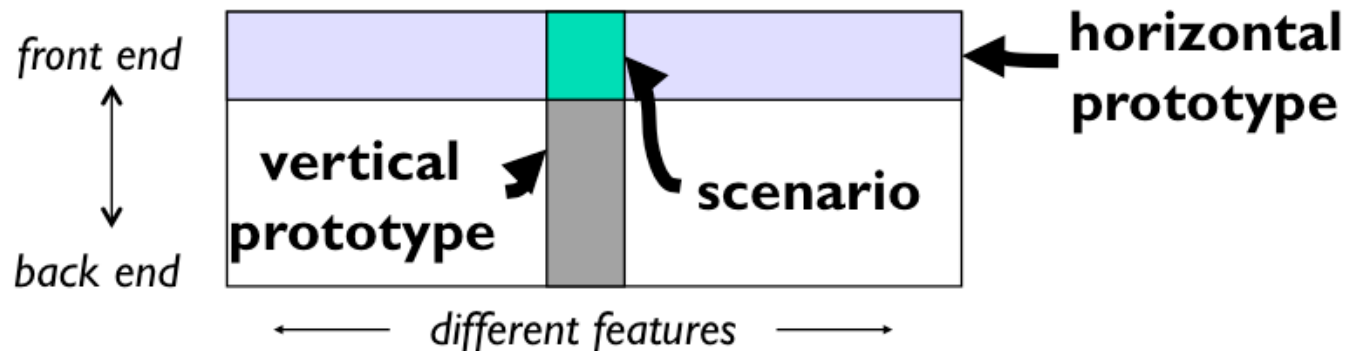 front end
horizontal
prototype
vertical
prototype
scenario
back end
different features